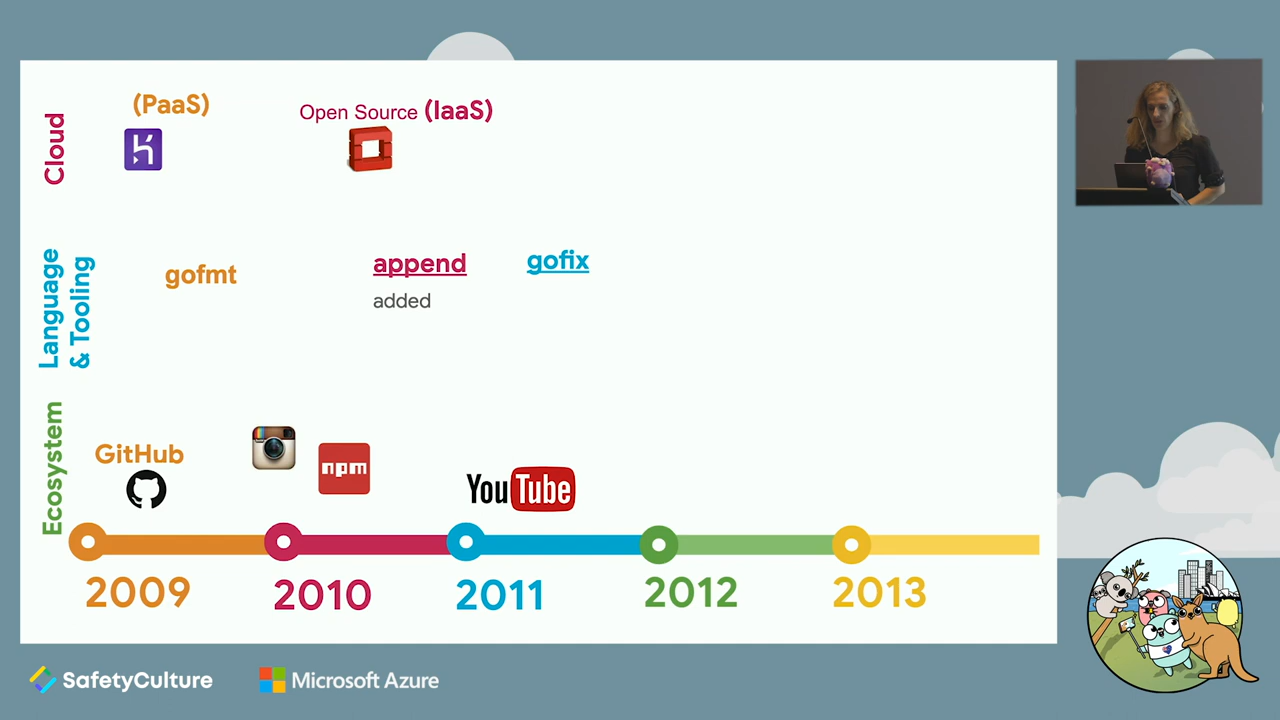 Cloud
(PaaS)
Open Source (IaaS)
Language
& Tooling
gofmt
append
added
gofix
Ecosystem
GitHub
npm
YouTube
2009
2010
2011
2012
2013
SafetyCulture
Microsoft Azure